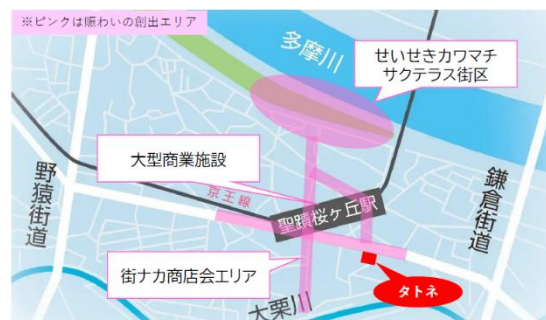 ※ピンクは賑わいの創出エリア
多摩川
せいせきカワマチ
サクテラス街区
大型商業施設
野猿街道
京王線
聖蹟桜ヶ丘駅
鎌倉街道
街ナカ商店会エリア
タトネ
大栗川